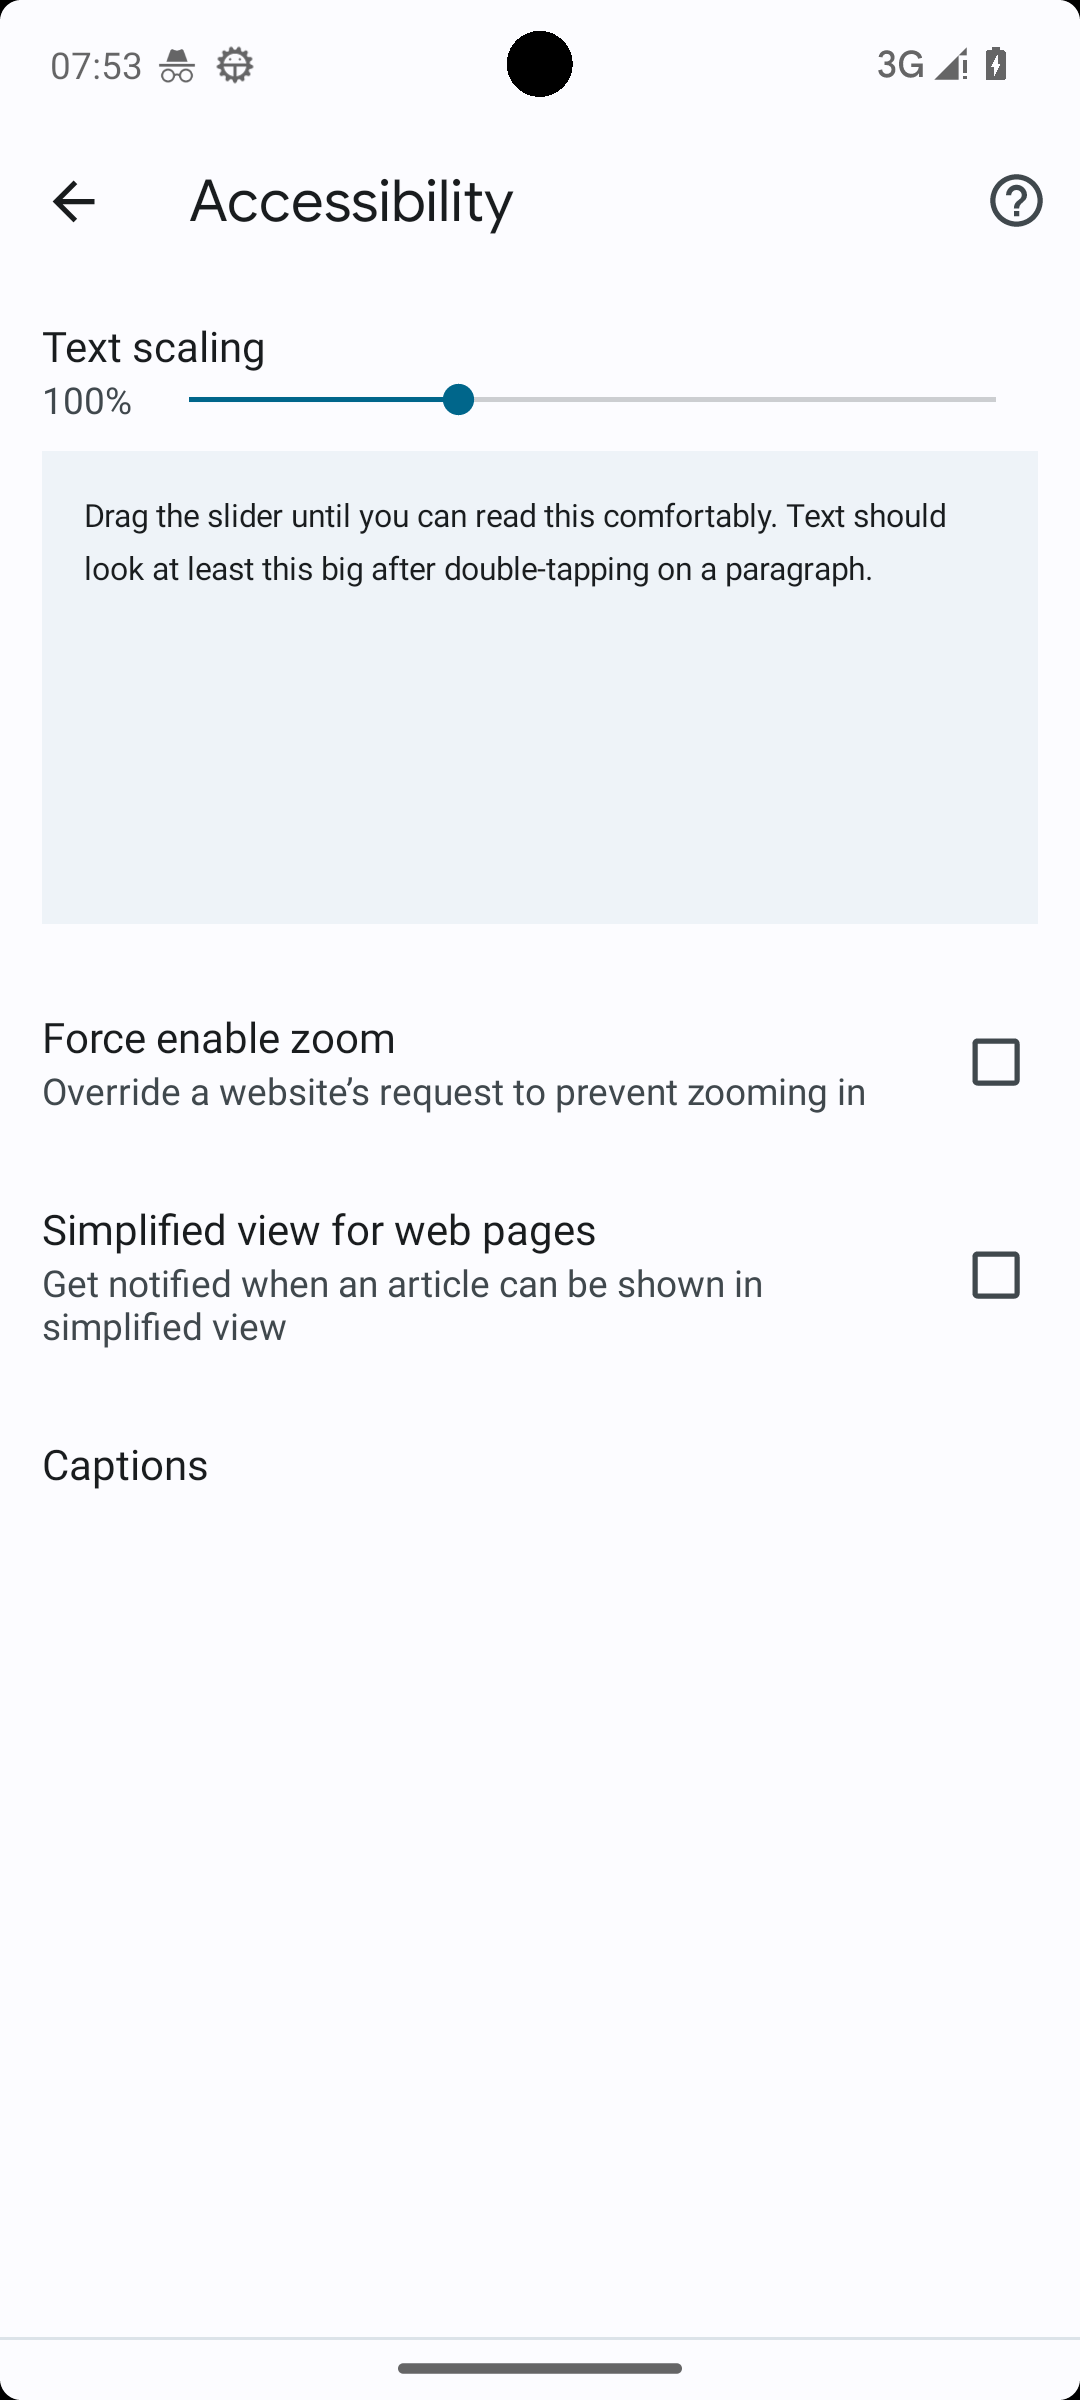 07:53
3G
Accessibility
Text scaling
100%
Drag the slider until you can read this comfortably. Text should
look at least this big after double-tapping on a paragraph.
Force enable zoom
Override a website’s request to prevent zooming in
Simplified view for web pages
Get notified when an article can be shown in
simplified view
Captions